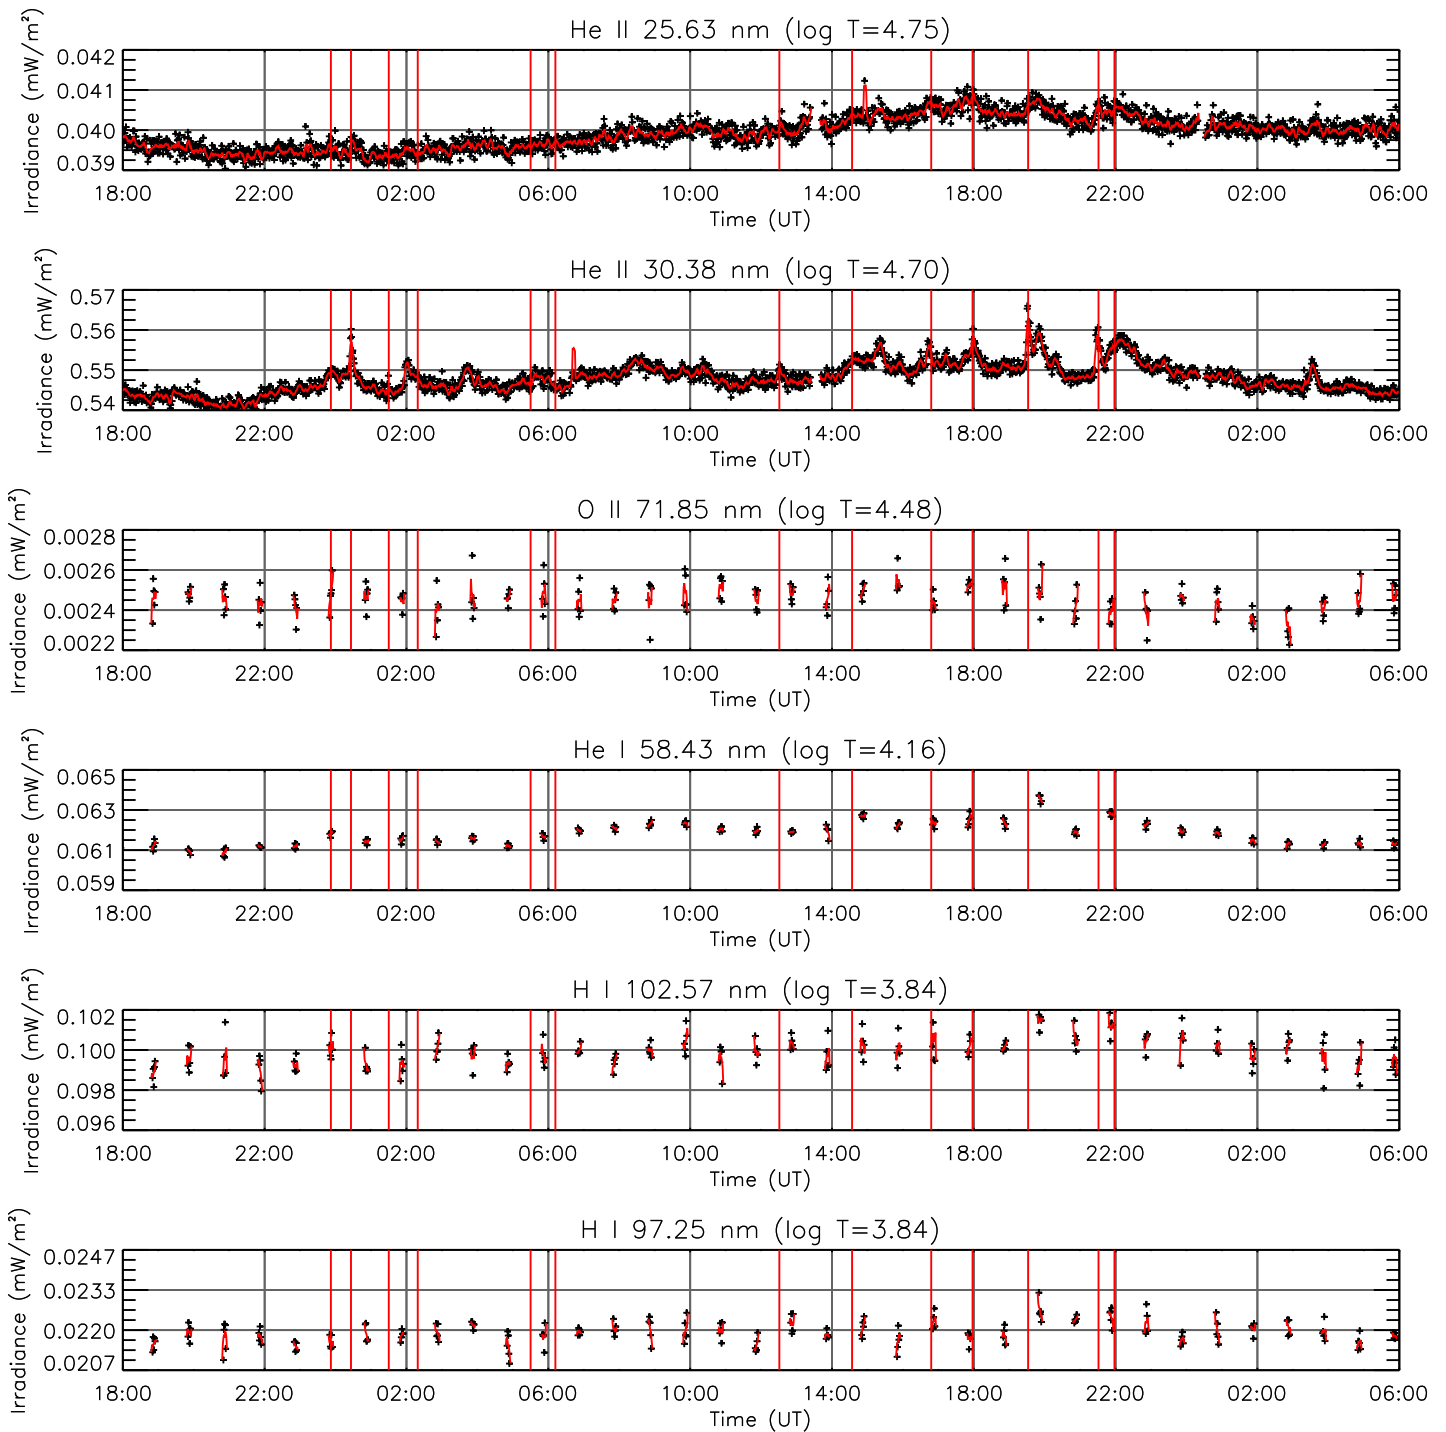 He II 25.63 nm (log T=4.75)
Irradiance (mW/m²)
0.042
0.041
0.040
0.039
18:00 22:00 02:00 06:00 10:00 14:00 18:00 22:00 02:00 06:00
Time (UT)
He II 30.38 nm (log T=4.70)
Irradiance (mW/m²)
0.57
0.56
0.55
0.54
18:00 22:00 02:00 06:00 10:00 14:00 18:00 22:00 02:00 06:00
Time (UT)
O II 71.85 nm (log T=4.48)
Irradiance (mW/m²)
0.0028
0.0026
0.0024
0.0022
18:00 22:00 02:00 06:00 10:00 14:00 18:00 22:00 02:00 06:00
Time (UT)
He I 58.43 nm (log T=4.16)
Irradiance (mW/m²)
0.065
0.063
0.061
0.059
18:00 22:00 02:00 06:00 10:00 14:00 18:00 22:00 02:00 06:00
Time (UT)
H I 102.57 nm (log T=3.84)
Irradiance (mW/m²)
0.102
0.100
0.098
0.096
18:00 22:00 02:00 06:00 10:00 14:00 18:00 22:00 02:00 06:00
Time (UT)
H I 97.25 nm (log T=3.84)
Irradiance (mW/m²)
0.0247
0.0233
0.0220
0.0207
18:00 22:00 02:00 06:00 10:00 14:00 18:00 22:00 02:00 06:00
Time (UT)